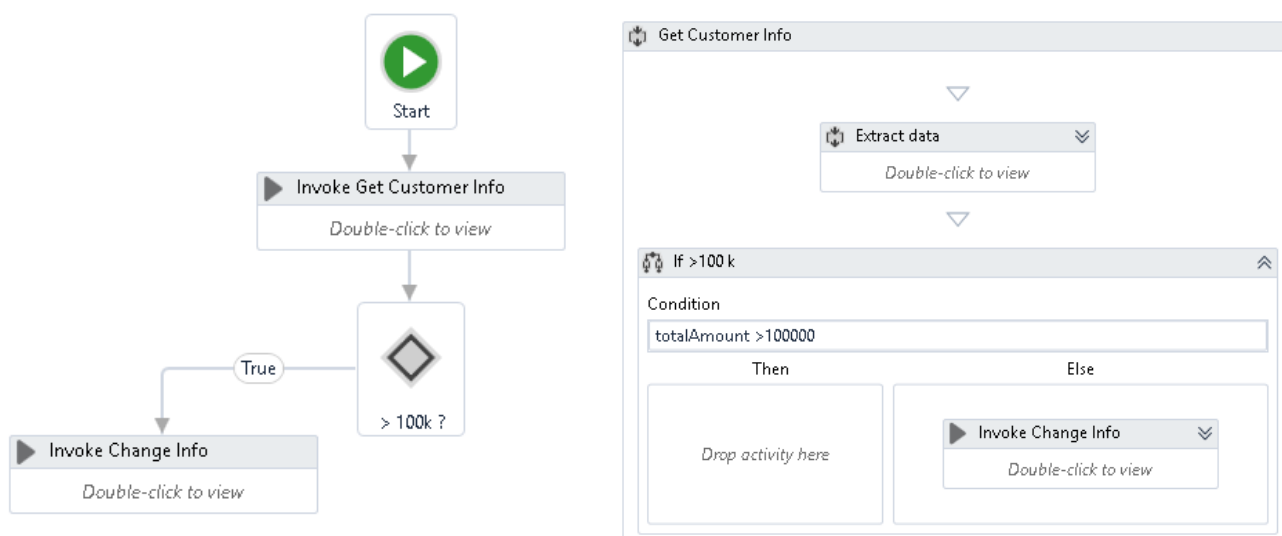 Start
Invoke Get Customer Info
Double-click to view
> 100k ?
True
Invoke Change Info
Double-click to view
Get Customer Info
Extract data
Double-click to view
If >100 k
Condition
totalAmount >100000
Then
Else
Drop activity here
Invoke Change Info
Double-click to view